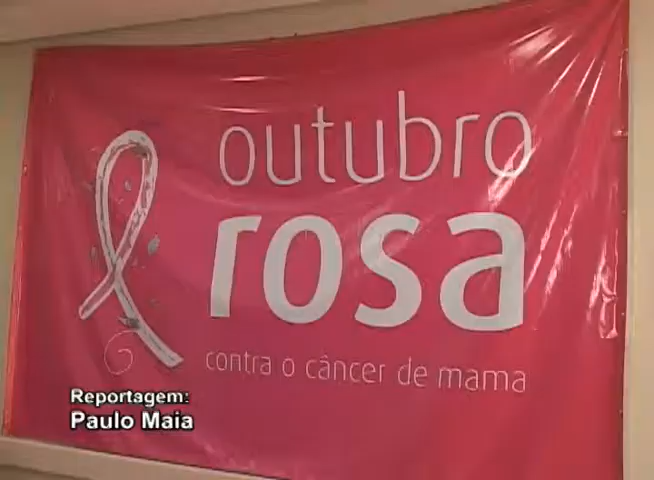 outubro
rosa
contra o câncer de mama
Reportagem:
Paulo Maia